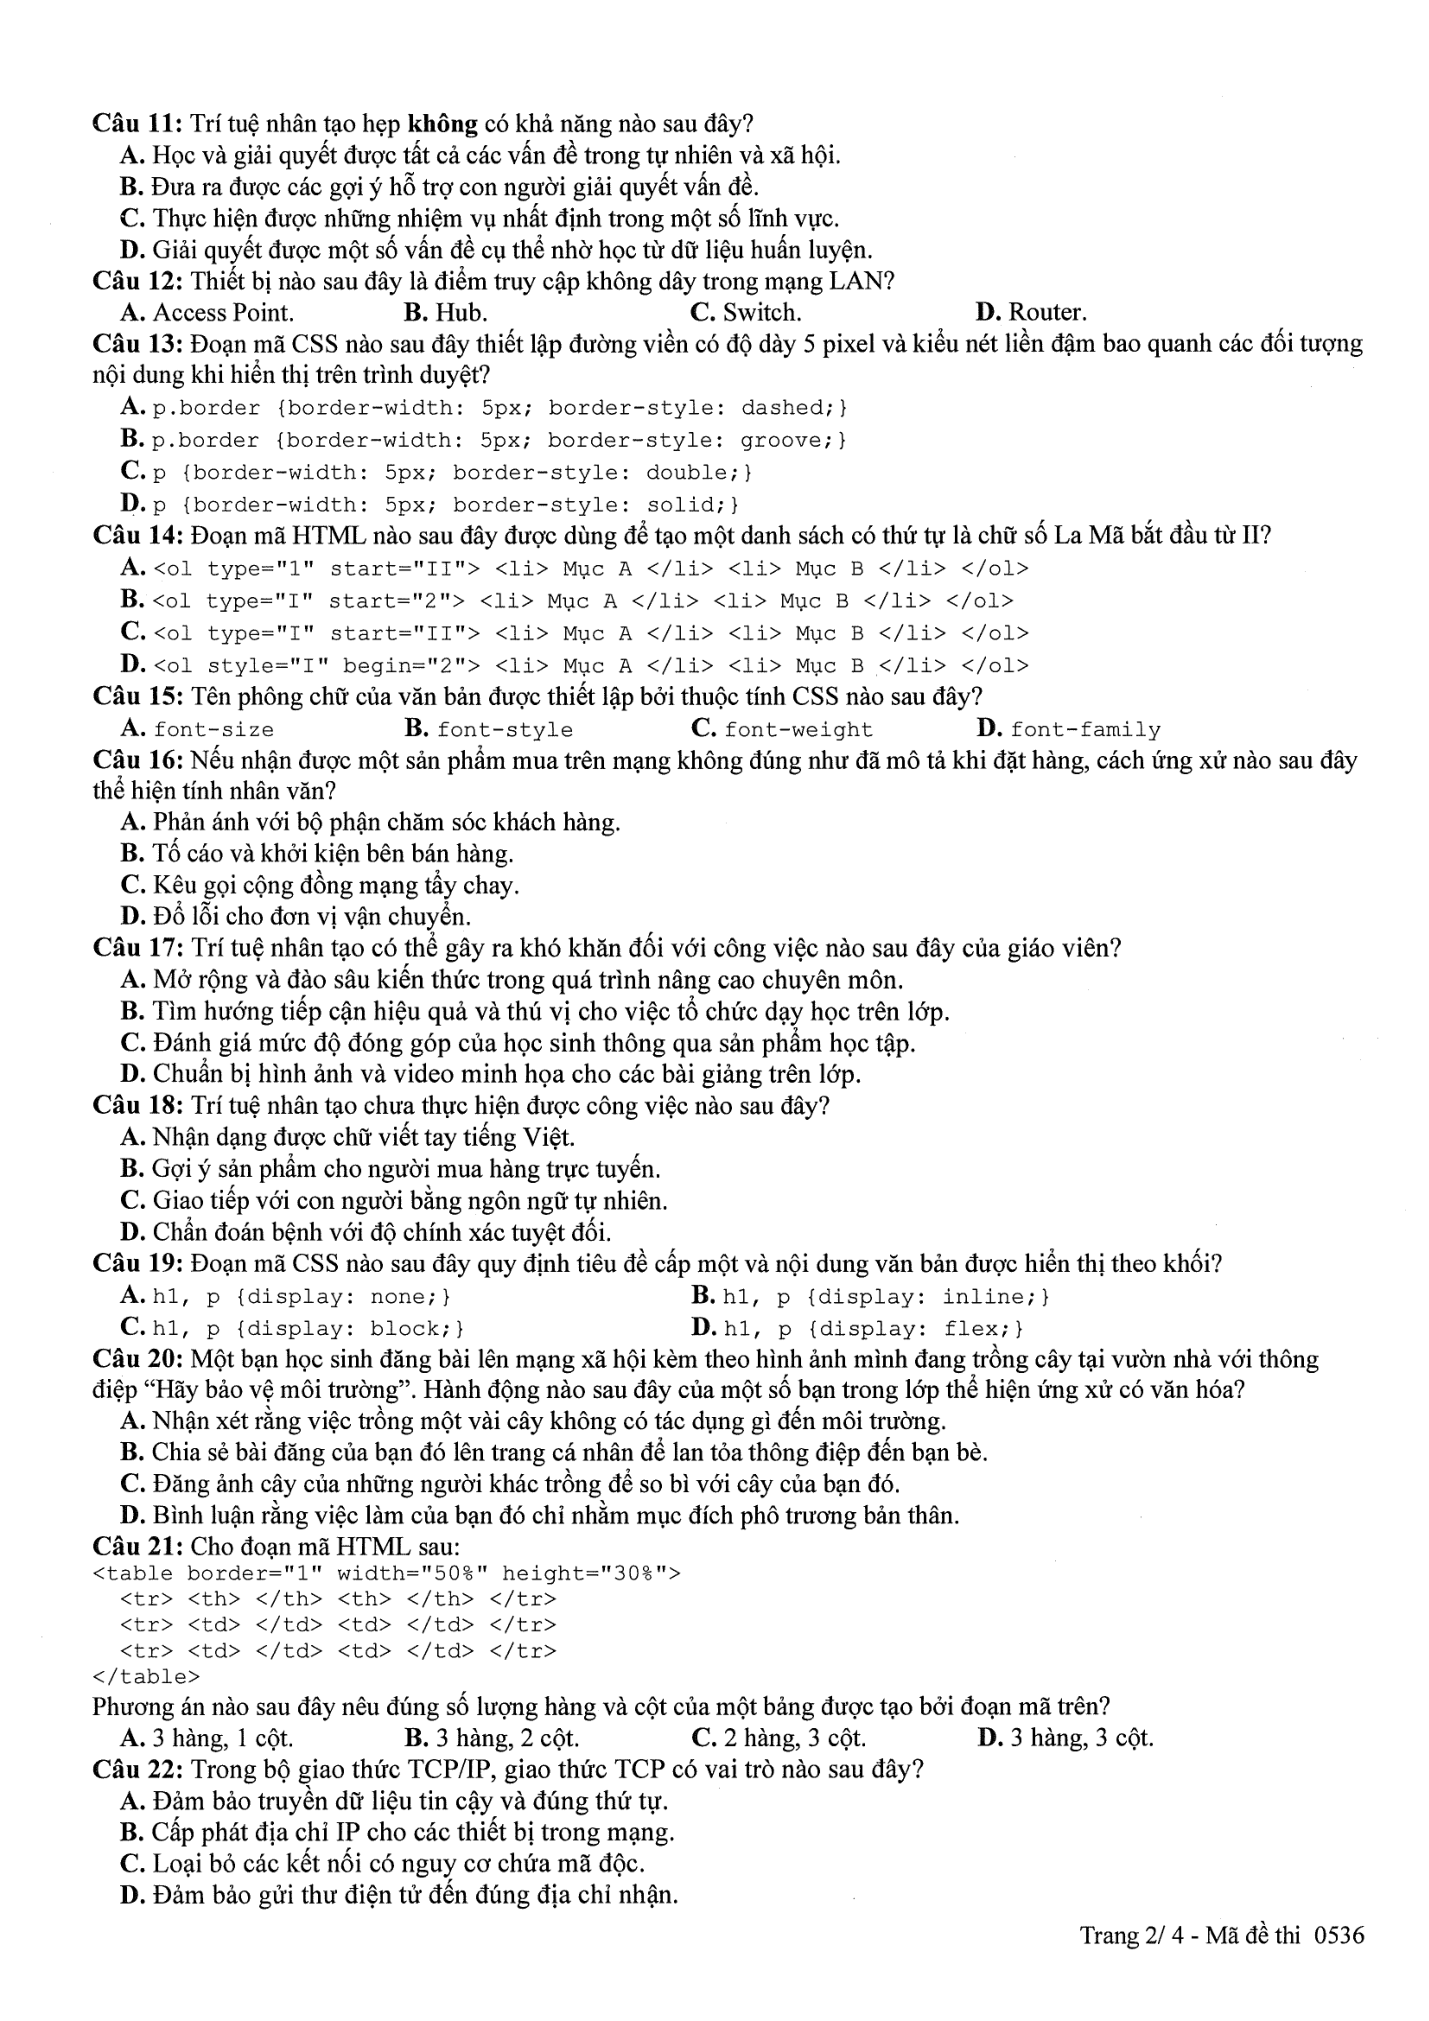 Câu 11: Trí tuệ nhân tạo hẹp không có khả năng nào sau đây?
A. Học và giải quyết được tất cả các vấn đề trong tự nhiên và xã hội.
B. Đưa ra được các gợi ý hỗ trợ con người giải quyết vấn đề.
C. Thực hiện được những nhiệm vụ nhất định trong một số lĩnh vực.
D. Giải quyết được một số vấn đề cụ thể nhờ học từ dữ liệu huấn luyện.
Câu 12: Thiết bị nào sau đây là điểm truy cập không dây trong mạng LAN?
A. Access Point. B. Hub. C. Switch. D. Router.
Câu 13: Đoạn mã CSS nào sau đây thiết lập đường viền có độ dày 5 pixel và kiểu nét liền đậm bao quanh các đối tượng
nội dung khi hiển thị trên trình duyệt?
A. p.border {border-width: 5px; border-style: dashed;}
B. p.border {border-width: 5px; border-style: groove;}
C. p {border-width: 5px; border-style: double;}
D. p {border-width: 5px; border-style: solid;}
Câu 14: Đoạn mã HTML nào sau đây được dùng để tạo một danh sách có thứ tự là chữ số La Mã bắt đầu từ II?
A. <ol type="1" start="II"> <li> Mục A </li> <li> Mục B </li> </ol>
B. <ol type="I" start="2"> <li> Mục A </li> <li> Mục B </li> </ol>
C. <ol type="I" start="II"> <li> Mục A </li> <li> Mục B </li> </ol>
D. <ol style="I" begin="2"> <li> Mục A </li> <li> Mục B </li> </ol>
Câu 15: Tên phông chữ của văn bản được thiết lập bởi thuộc tính CSS nào sau đây?
A. font-size B. font-style C. font-weight D. font-family
Câu 16: Nếu nhận được một sản phẩm mua trên mạng không đúng như đã mô tả khi đặt hàng, cách ứng xử nào sau đây
thể hiện tính nhân văn?
A. Phản ánh với bộ phận chăm sóc khách hàng.
B. Tố cáo và khởi kiện bên bán hàng.
C. Kêu gọi cộng đồng mạng tẩy chay.
D. Đổ lỗi cho đơn vị vận chuyển.
Câu 17: Trí tuệ nhân tạo có thể gây ra khó khăn đối với công việc nào sau đây của giáo viên?
A. Mở rộng và đào sâu kiến thức trong quá trình nâng cao chuyên môn.
B. Tìm hướng tiếp cận hiệu quả và thú vị cho việc tổ chức dạy học trên lớp.
C. Đánh giá mức độ đóng góp của học sinh thông qua sản phẩm học tập.
D. Chuẩn bị hình ảnh và video minh họa cho các bài giảng trên lớp.
Câu 18: Trí tuệ nhân tạo chưa thực hiện được công việc nào sau đây?
A. Nhận dạng được chữ viết tay tiếng Việt.
B. Gợi ý sản phẩm cho người mua hàng trực tuyến.
C. Giao tiếp với con người bằng ngôn ngữ tự nhiên.
D. Chẩn đoán bệnh với độ chính xác tuyệt đối.
Câu 19: Đoạn mã CSS nào sau đây quy định tiêu đề cấp một và nội dung văn bản được hiển thị theo khối?
A. h1, p {display: none;} B. h1, p {display: inline;}
C. h1, p {display: block;} D. h1, p {display: flex;}
Câu 20: Một bạn học sinh đăng bài lên mạng xã hội kèm theo hình ảnh mình đang trồng cây tại vườn nhà với thông
điệp “Hãy bảo vệ môi trường”. Hành động nào sau đây của một số bạn trong lớp thể hiện ứng xử có văn hóa?
A. Nhận xét rằng việc trồng một vài cây không có tác dụng gì đến môi trường.
B. Chia sẻ bài đăng của bạn đó lên trang cá nhân để lan tỏa thông điệp đến bạn bè.
C. Đăng ảnh cây của những người khác trồng để so bì với cây của bạn đó.
D. Bình luận rằng việc làm của bạn đó chỉ nhằm mục đích phô trương bản thân.
Câu 21: Cho đoạn mã HTML sau:
<table border="1" width="50%" height="30%">
<tr> <th> </th> <th> </th> </tr>
<tr> <td> </td> <td> </td> </tr>
<tr> <td> </td> <td> </td> </tr>
</table>
Phương án nào sau đây nêu đúng số lượng hàng và cột của một bảng được tạo bởi đoạn mã trên?
A. 3 hàng, 1 cột. B. 3 hàng, 2 cột. C. 2 hàng, 3 cột. D. 3 hàng, 3 cột.
Câu 22: Trong bộ giao thức TCP/IP, giao thức TCP có vai trò nào sau đây?
A. Đảm bảo truyền dữ liệu tin cậy và đúng thứ tự.
B. Cấp phát địa chỉ IP cho các thiết bị trong mạng.
C. Loại bỏ các kết nối có nguy cơ chứa mã độc.
D. Đảm bảo gửi thư điện tử đến đúng địa chỉ nhận.
Trang 2/ 4 - Mã đề thi 0536